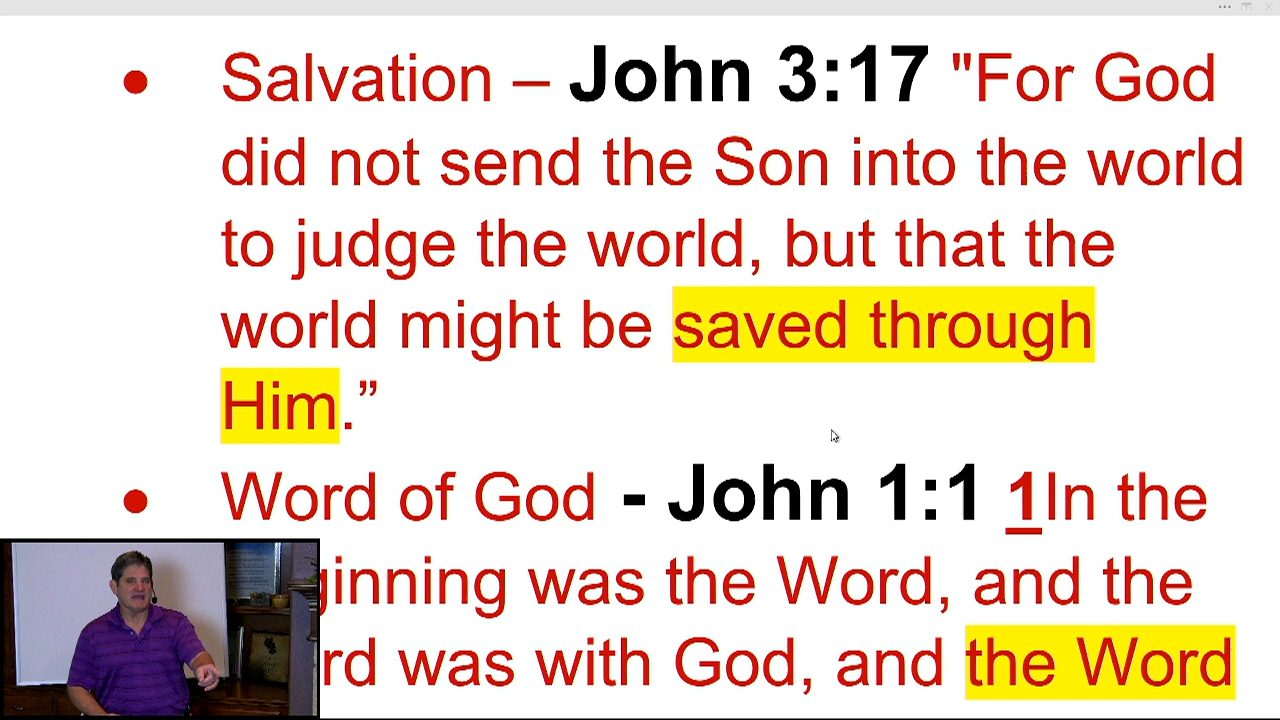 • Salvation – John 3:17 "For God
did not send the Son into the world
to judge the world, but that the
world might be saved through
Him.”
• Word of God - John 1:1 1In the
ginning was the Word, and the
rd was with God, and the Word